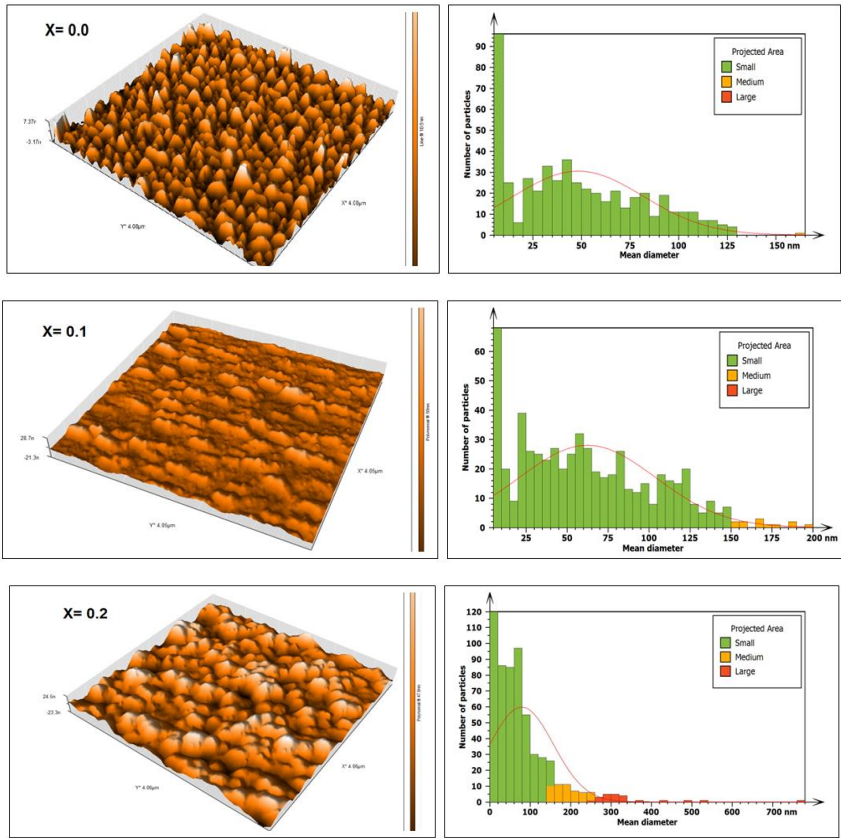 X= 0.0
7.37n
-3.17n
Y* 4.08µm
X* 4.08µm
Number of particles
90
80
70
60
50
40
30
20
10
0
25
50
75
100
125
150 nm
Mean diameter
Projected Area
Small
Medium
Large
X= 0.1
28.7n
-21.3n
Y* 4.05µm
X* 4.05µm
Number of particles
60
50
40
30
20
10
0
25
50
75
100
125
150
175
200 nm
Mean diameter
Projected Area
Small
Medium
Large
X= 0.2
24.6n
-23.3n
Y* 4.06µm
X* 4.06µm
Number of particles
120
110
100
90
80
70
60
50
40
30
20
10
0
0
100
200
300
400
500
600
700 nm
Mean diameter
Projected Area
Small
Medium
Large